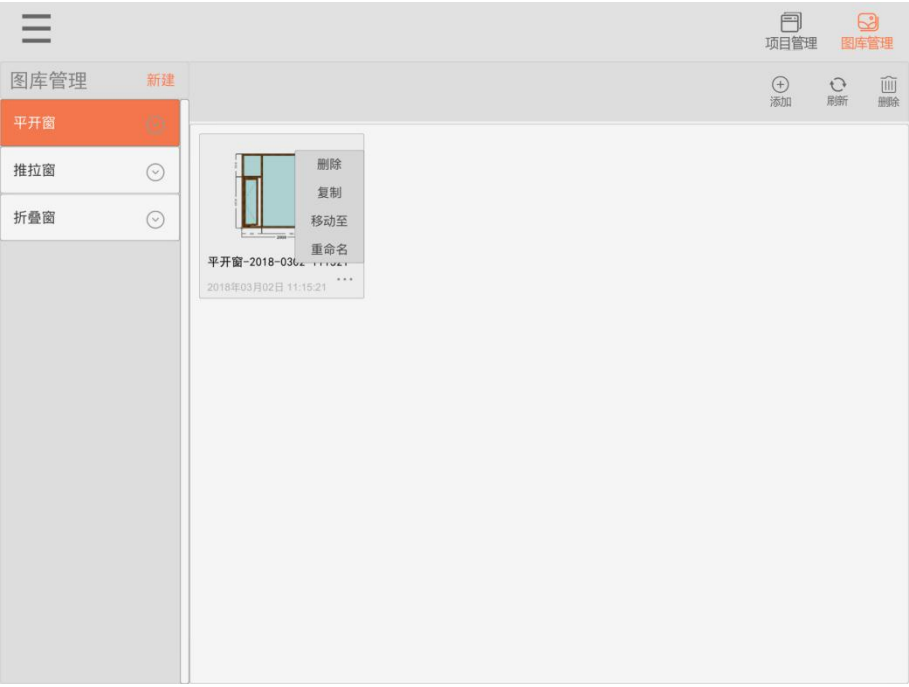 项目管理
图库管理
图库管理
新建
添加
刷新
删除
平开窗
推拉窗
折叠窗
删除
复制
移动至
重命名
平开窗-2018-0302-111521
2018年03月02日 11:15:21